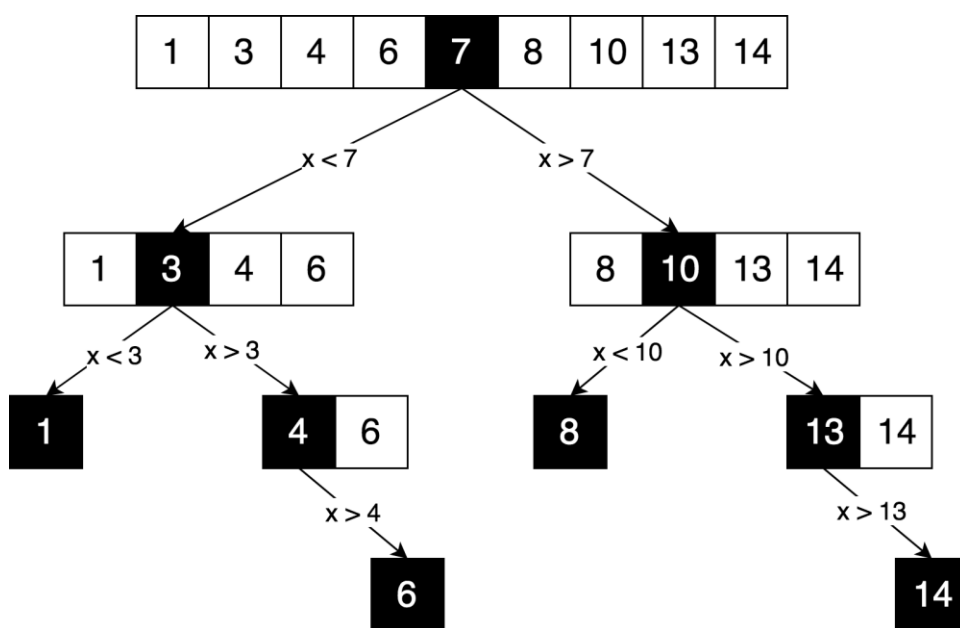 1 3 4 6 7 8 10 13 14
x < 7 x > 7
1 3 4 6 8 10 13 14
x < 3 x > 3 x < 10 x > 10
1 4 6 8 13 14
x > 4 x > 13
6 14